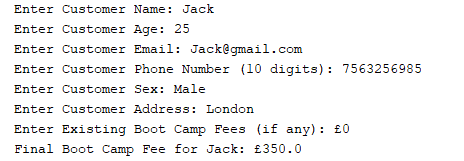 Enter Customer Name: Jack
Enter Customer Age: 25
Enter Customer Email: Jack@gmail.com
Enter Customer Phone Number (10 digits): 7563256985
Enter Customer Sex: Male
Enter Customer Address: London
Enter Existing Boot Camp Fees (if any): £0
Final Boot Camp Fee for Jack: £350.0